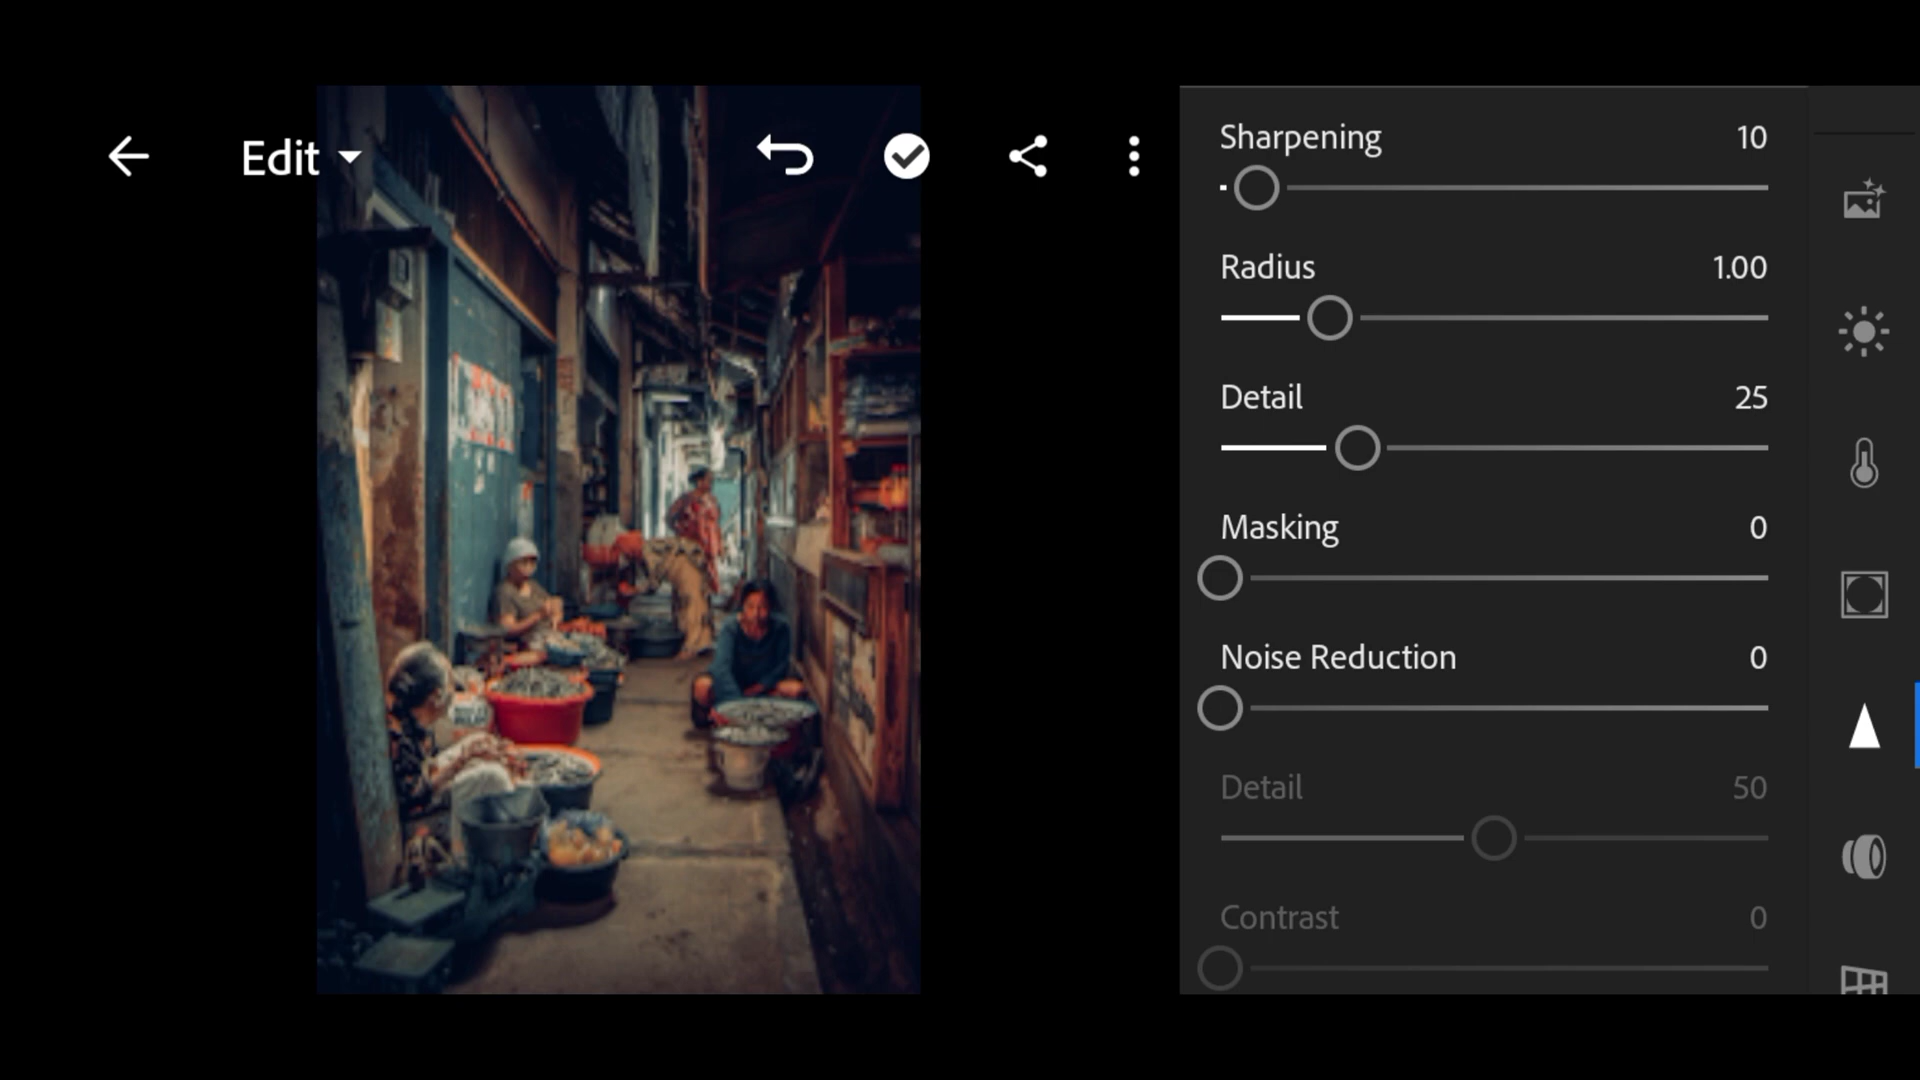 Edit
Sharpening 10
Radius 1.00
Detail 25
Masking 0
Noise Reduction 0
Detail 50
Contrast 0